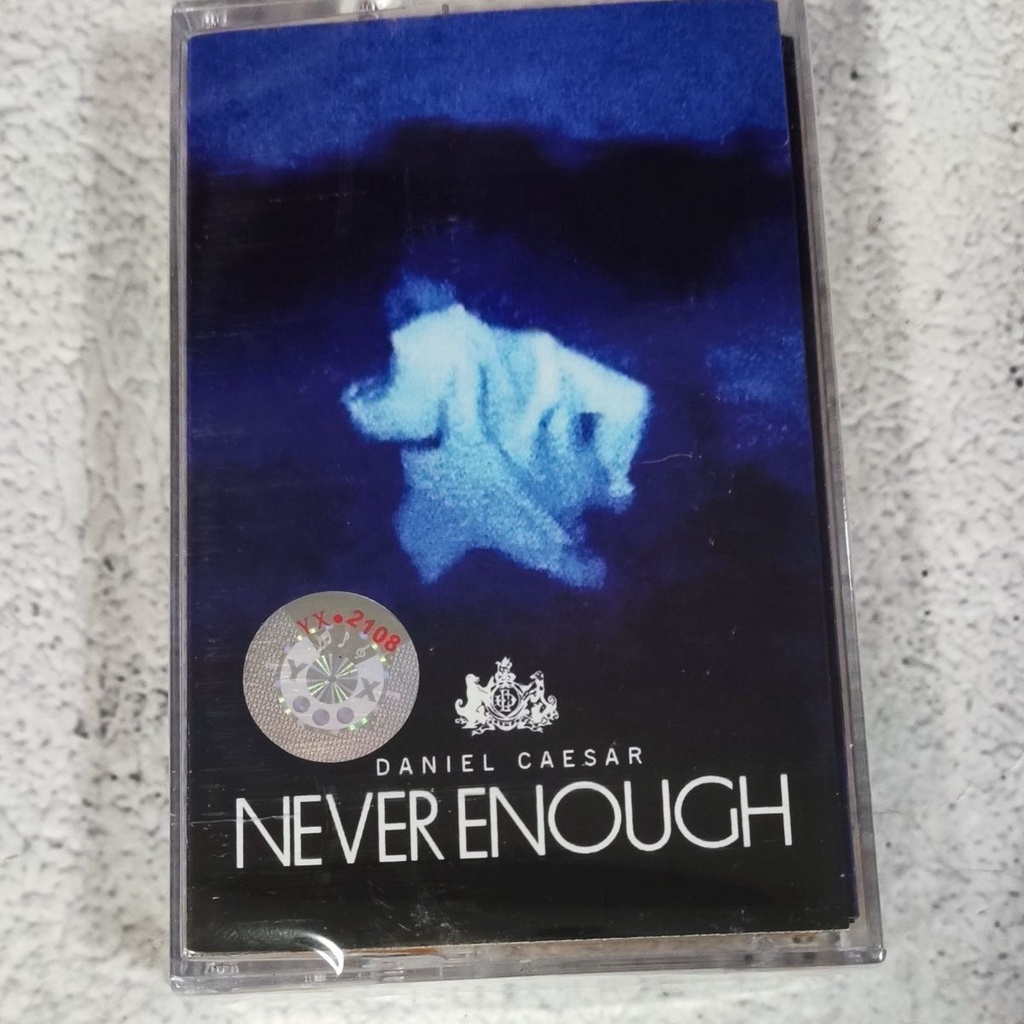 YX•2108
Y X
DANIEL CAESAR
NEVER ENOUGH